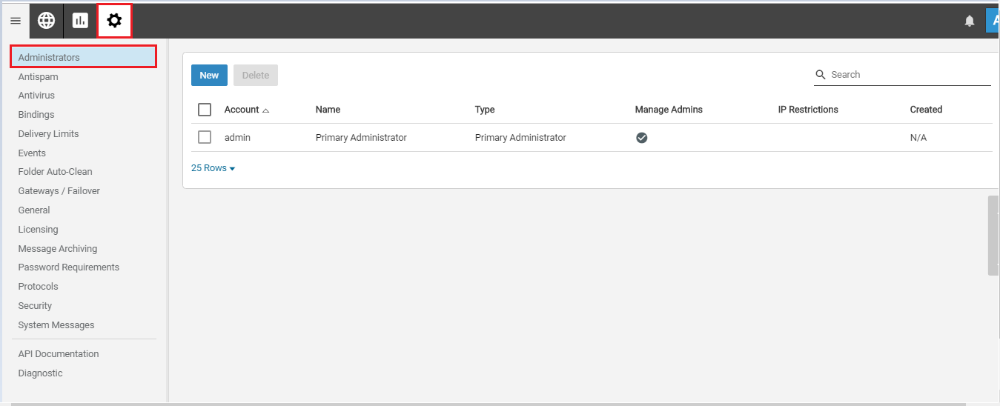 Administrators
Antispam
Antivirus
Bindings
Delivery Limits
Events
Folder Auto-Clean
Gateways / Failover
General
Licensing
Message Archiving
Password Requirements
Protocols
Security
System Messages
API Documentation
Diagnostic
New Delete Search
Account Name Type Manage Admins IP Restrictions Created
admin Primary Administrator Primary Administrator N/A
25 Rows